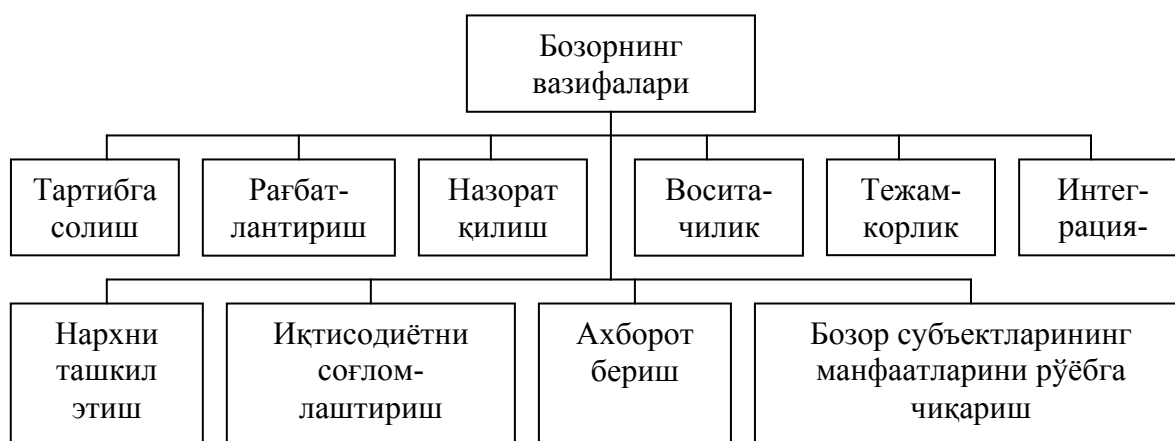 Бозорнинг
вазифалари
Тартибга
солиш
Рағбат-
лантириш
Назорат
қилиш
Восита-
чилик
Тежам-
корлик
Интег-
рация-
Нархни
ташкил
этиш
Иқтисодиётни
соғлом-
лаштириш
Ахборот
бериш
Бозор субъектларининг
манфаатларини рўёбга
чиқариш